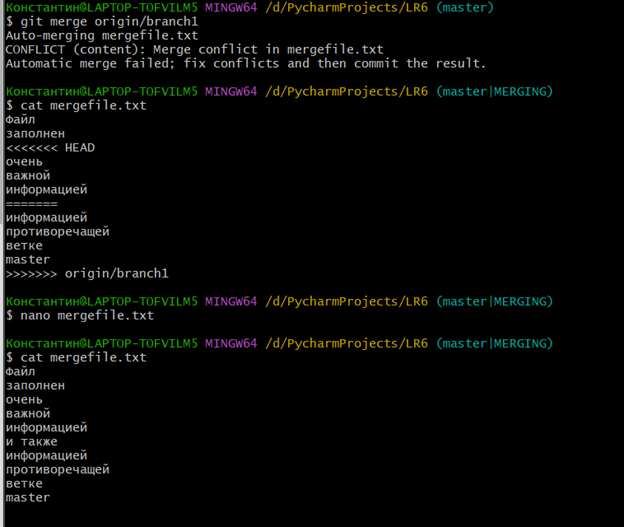 Константин@LAPTOP-TOFVILM5 MINGW64 /d/PycharmProjects/LR6 (master)
$ git merge origin/branch1
Auto-merging mergefile.txt
CONFLICT (content): Merge conflict in mergefile.txt
Automatic merge failed; fix conflicts and then commit the result.
Константин@LAPTOP-TOFVILM5 MINGW64 /d/PycharmProjects/LR6 (master|MERGING)
$ cat mergefile.txt
файл
заполнен
<<<<<<< HEAD
очень
важной
информацией
=======
информацией
противоречащей
ветке
master
>>>>>>> origin/branch1
Константин@LAPTOP-TOFVILM5 MINGW64 /d/PycharmProjects/LR6 (master|MERGING)
$ nano mergefile.txt
Константин@LAPTOP-TOFVILM5 MINGW64 /d/PycharmProjects/LR6 (master|MERGING)
$ cat mergefile.txt
файл
заполнен
очень
важной
информацией
и также
информацией
противоречащей
ветке
master